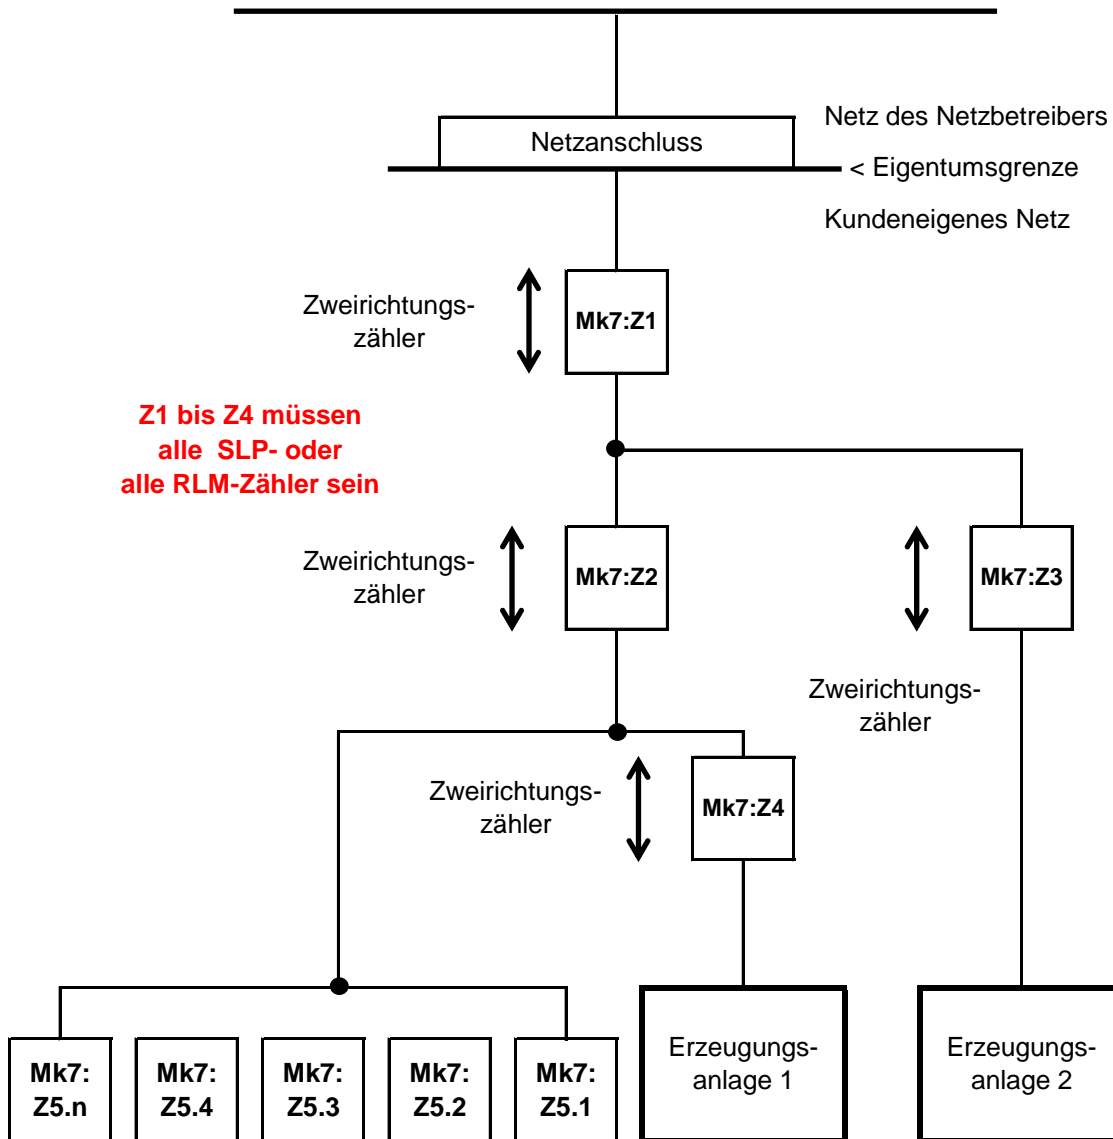 Netz des Netzbetreibers
Netzanschluss
< Eigentumsgrenze
Kundeneigenes Netz
Zweirichtungs-
zähler
Mk7:Z1
Z1 bis Z4 müssen
alle SLP- oder
alle RLM-Zähler sein
Zweirichtungs-
zähler
Mk7:Z2
Mk7:Z3
Zweirichtungs-
zähler
Zweirichtungs-
zähler
Mk7:Z4
Mk7:
Z5.n
Mk7:
Z5.4
Mk7:
Z5.3
Mk7:
Z5.2
Mk7:
Z5.1
Erzeugungs-
anlage 1
Erzeugungs-
anlage 2